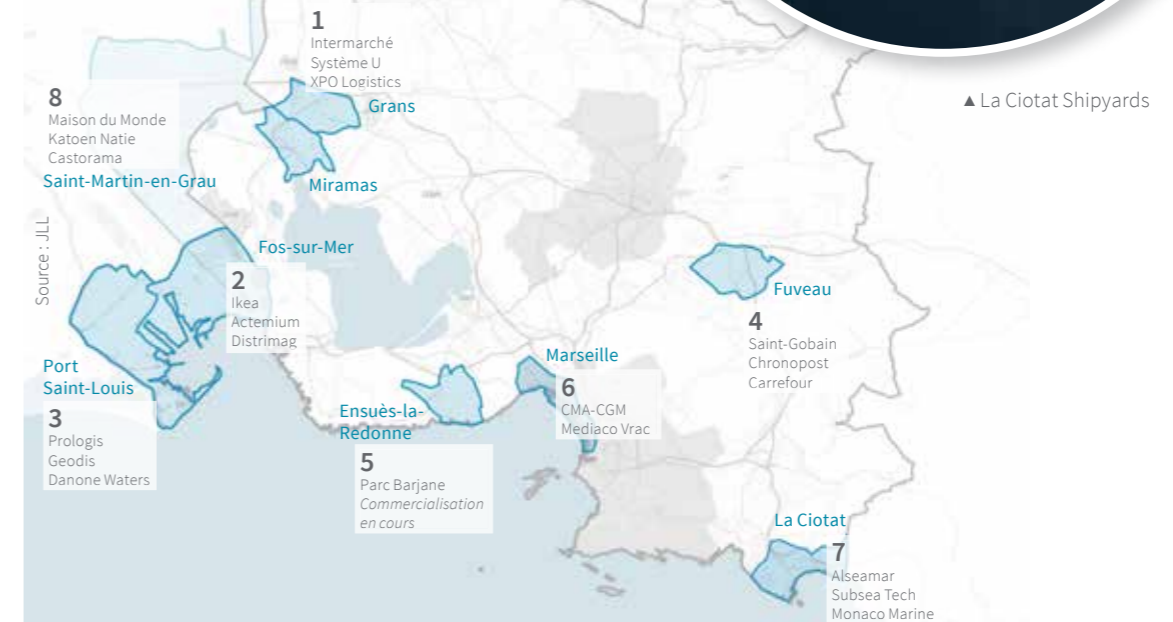 1
Intermarché
Système U
XPO Logistics
Grans
▲ La Ciotat Shipyards
8
Maison du Monde
Katoen Natie
Castorama
Saint-Martin-en-Grau
Miramas
Source : JLL
Fos-sur-Mer
2
Ikea
Actemium
Distrimag
Fuveau
4
Saint-Gobain
Chronopost
Carrefour
Port
Saint-Louis
3
Prologis
Geodis
Danone Waters
Marseille
6
CMA-CGM
Mediaco Vrac
Ensuès-la-
Redonne
5
Parc Barjane
Commercialisation
en cours
La Ciotat
7
Alseamar
Subsea Tech
Monaco Marine